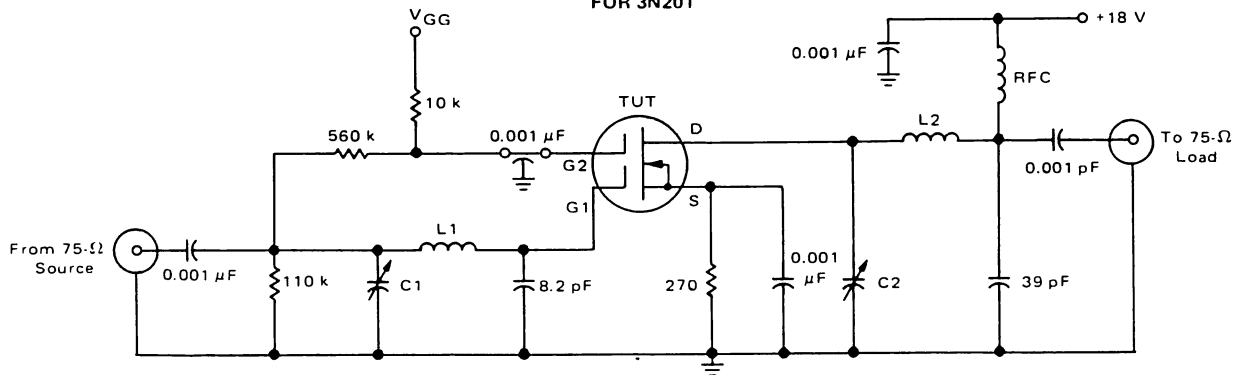 FOR 3N201
VGG
+18 V
0.001 µF
RFC
10 k
TUT
560 k
0.001 µF
D
L2
To 75-Ω
Load
G2
0.001 pF
G1
S
From 75-Ω
Source
L1
0.001 µF
110 k
C1
8.2 pF
270
0.001
µF
C2
39 pF